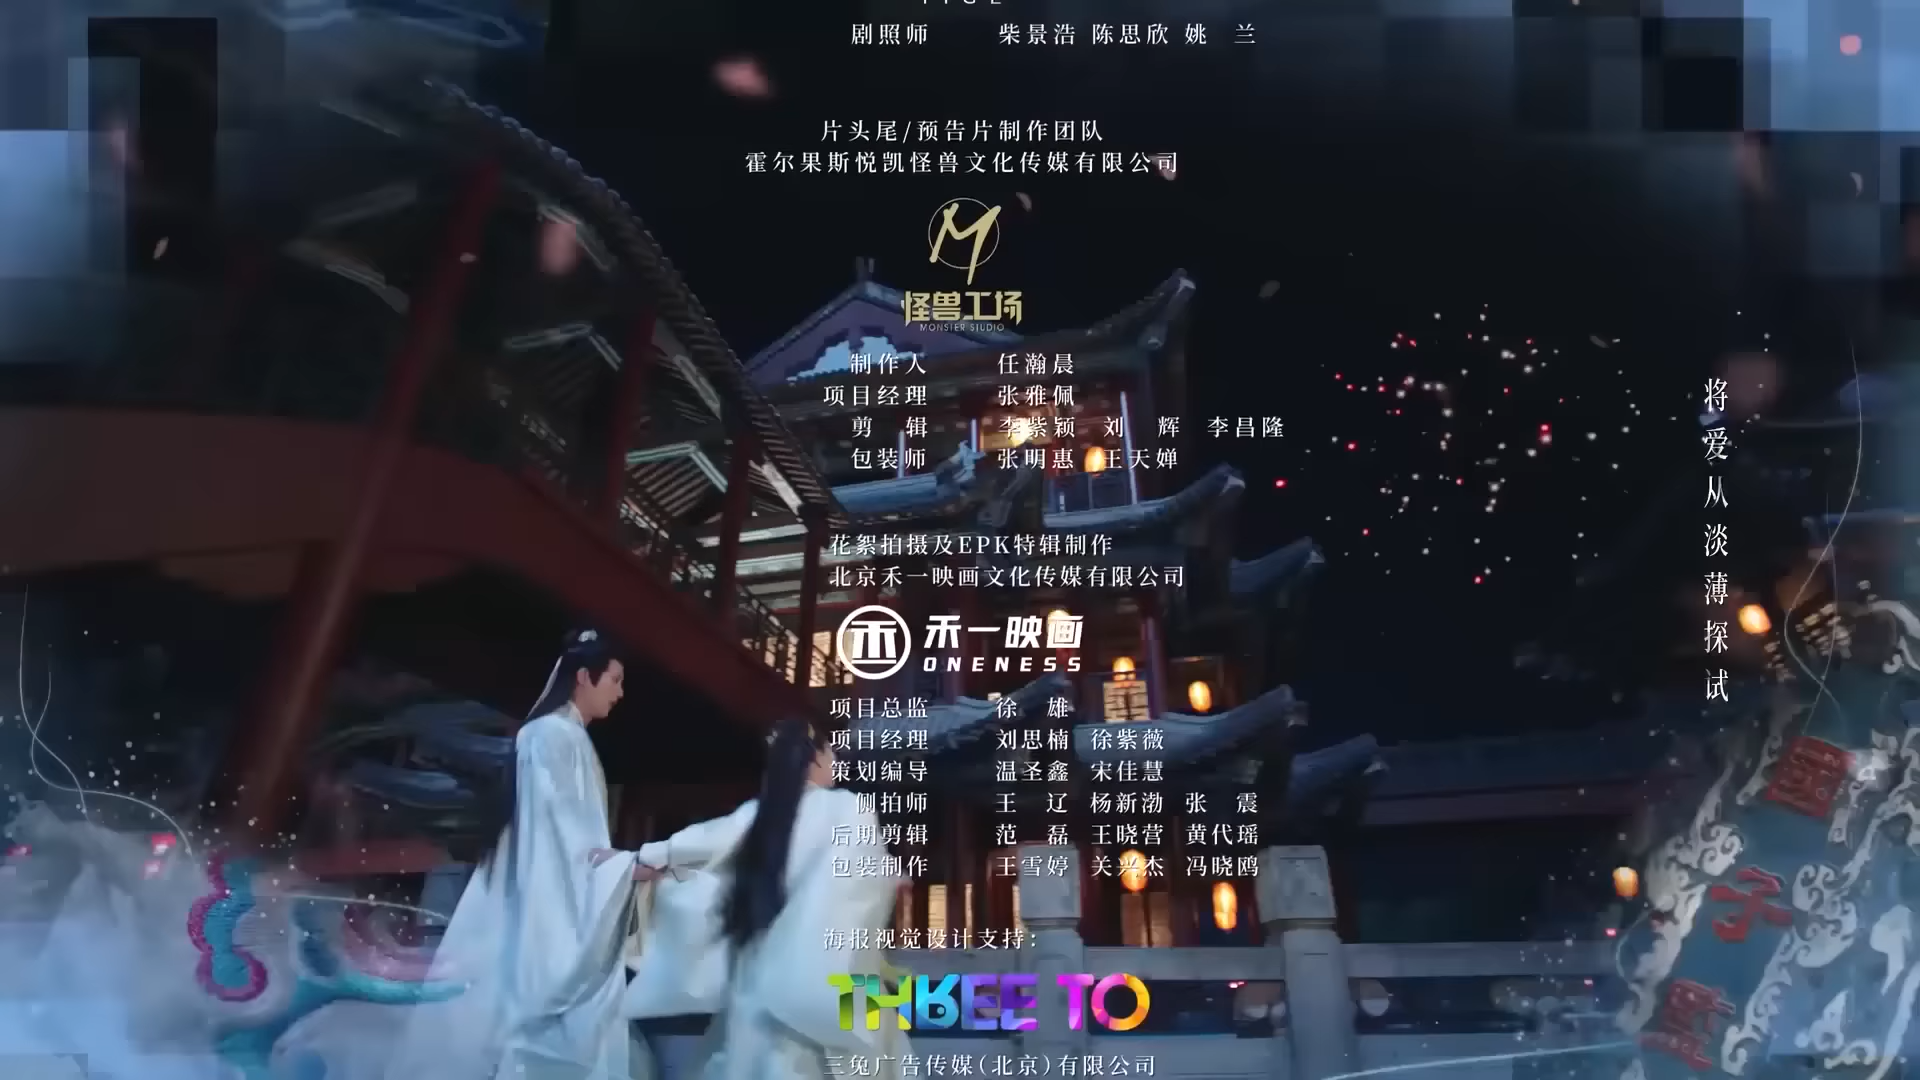 剧照师 柴景浩 陈思欣 姚 兰
片头尾/预告片制作团队
霍尔果斯悦凯怪兽文化传媒有限公司
怪兽工场
MONSTER STUDIO
制作人 任瀚晨
项目经理 张雅佩
剪 辑 李紫颖 刘 辉 李昌隆
包装师 张明惠 王天婵
花絮拍摄及EPK特辑制作
北京禾一映画文化传媒有限公司
禾 禾一映画
ONENESS
项目总监 徐 雄
项目经理 刘思楠 徐紫薇
策划编导 温圣鑫 宋佳慧
侧拍师 王 辽 杨新渤 张 震
后期剪辑 范 磊 王晓营 黄代瑶
包装制作 王雪婷 关兴杰 冯晓鸥
海报视觉设计支持:
THREE TO
三兔广告传媒(北京)有限公司
将爱从淡薄探试